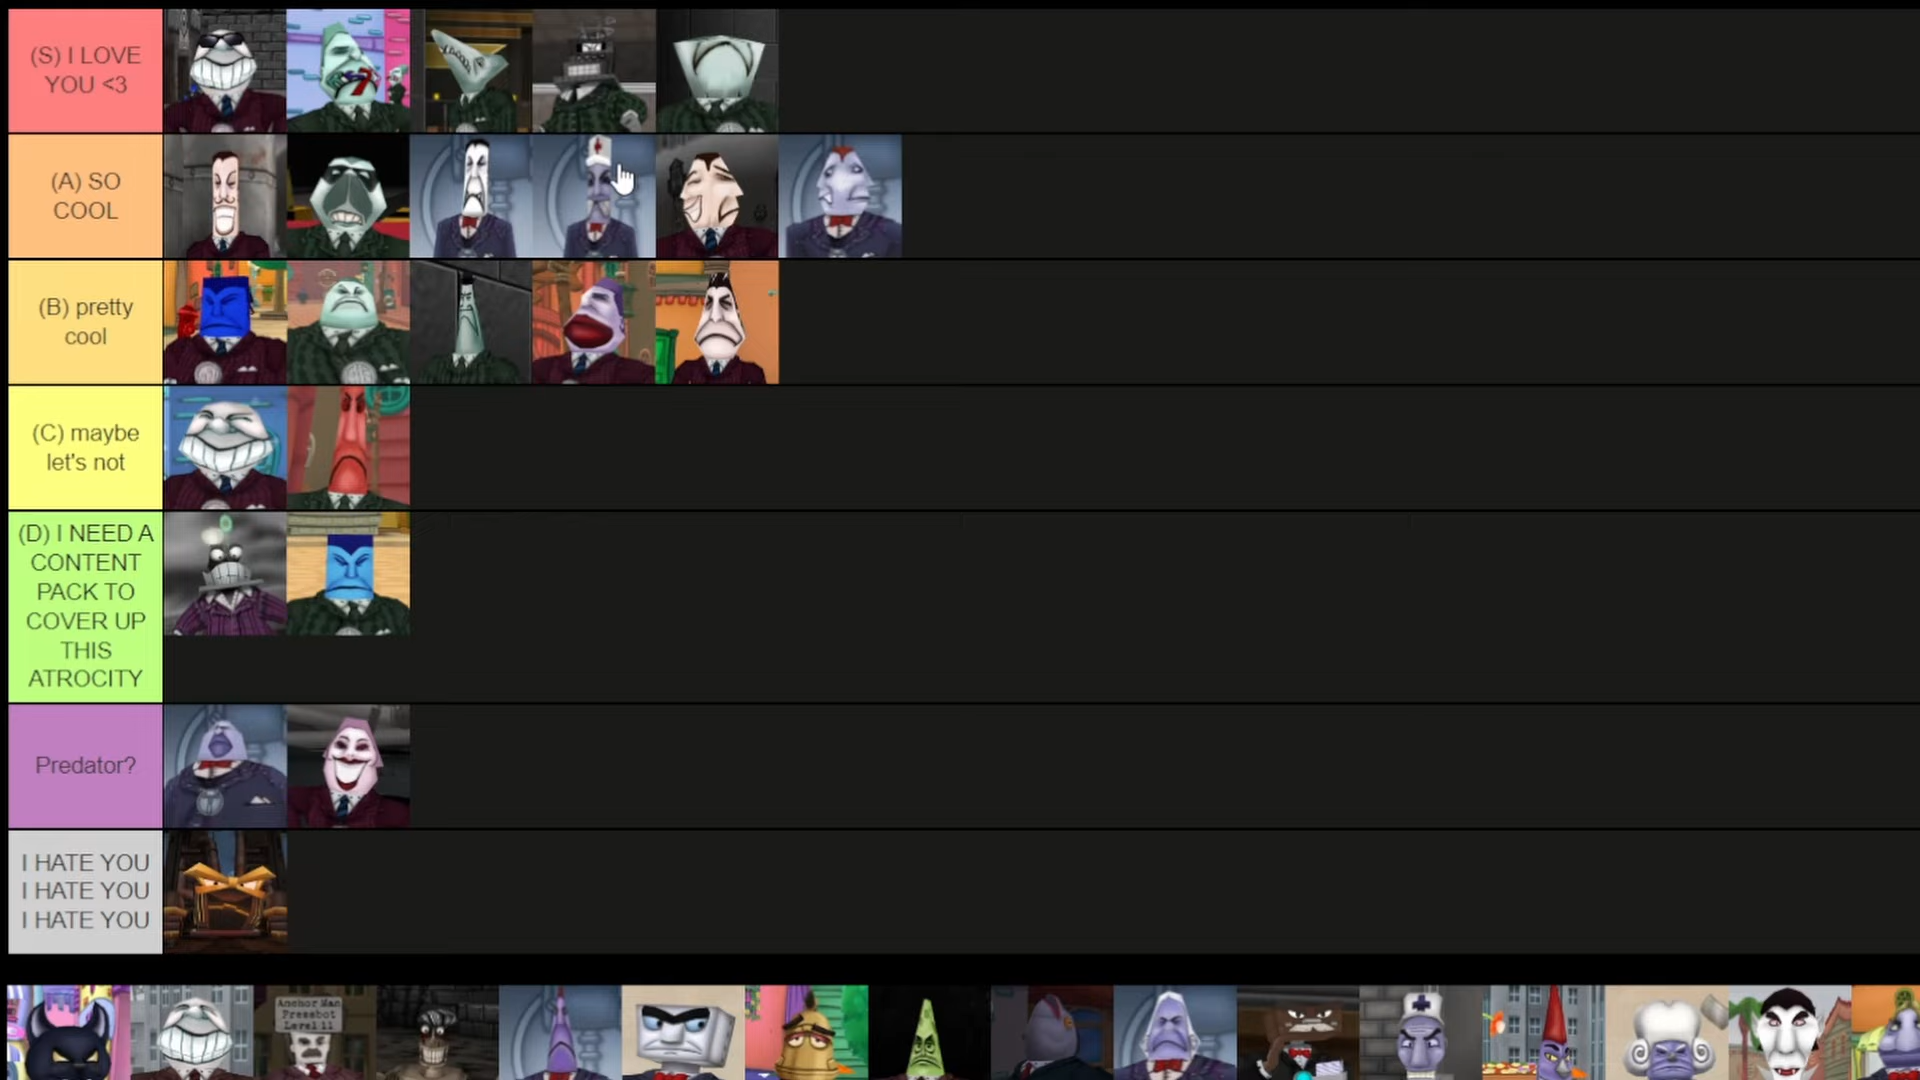 (S) I LOVE
YOU <3
(A) SO
COOL
(B) pretty
cool
(C) maybe
let's not
(D) I NEED A
CONTENT
PACK TO
COVER UP
THIS
ATROCITY
Predator?
I HATE YOU
I HATE YOU
I HATE YOU
Anchor Man
Pressbot
Level 11